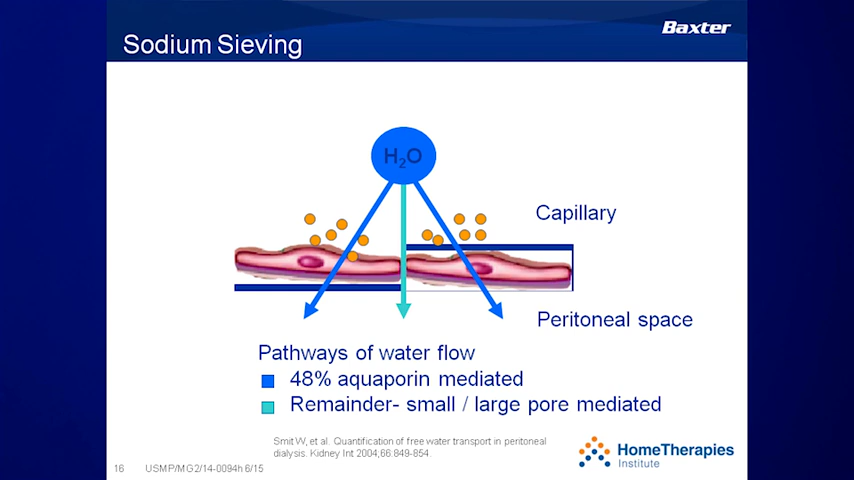 Baxter
Sodium Sieving
H₂O
Capillary
Peritoneal space
Pathways of water flow
48% aquaporin mediated
Remainder- small / large pore mediated
Smit W, et al. Quantification of free water transport in peritoneal
dialysis. Kidney Int 2004;66:849-854.
HomeTherapies
Institute
16 USMP/MG2/14-0094h 6/15